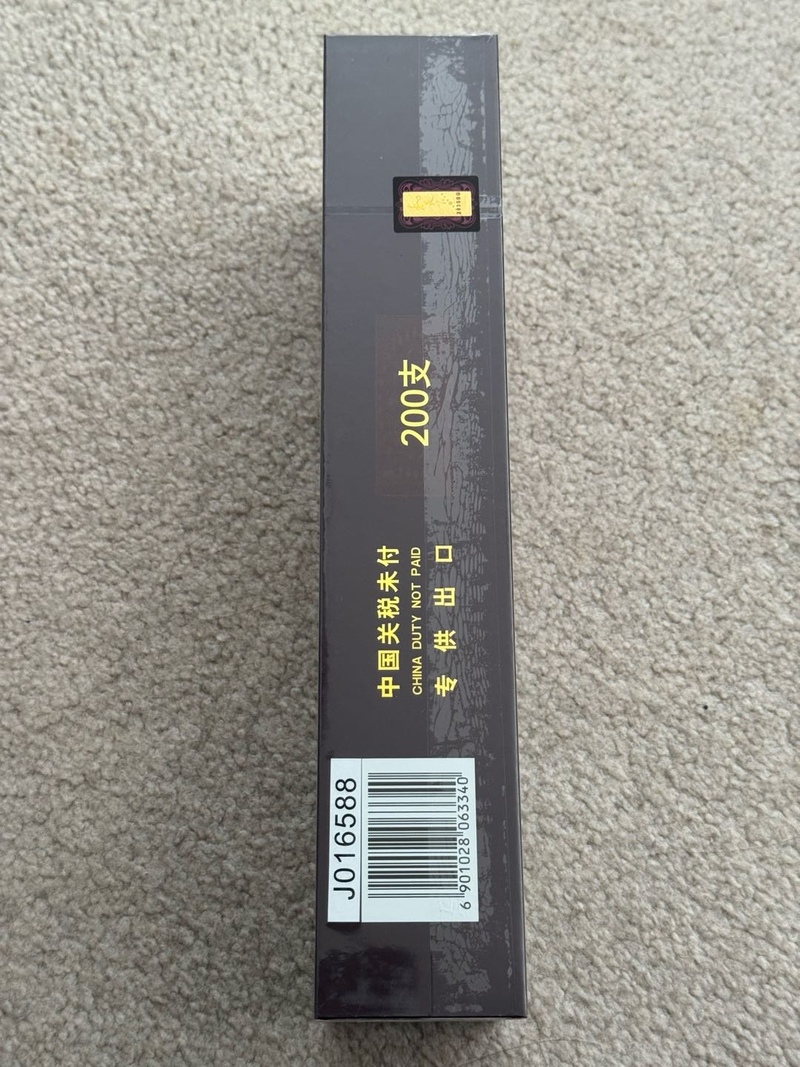 200支
中国关税未付
CHINA DUTY NOT PAID
专供出口
J016588
6 901028 063340